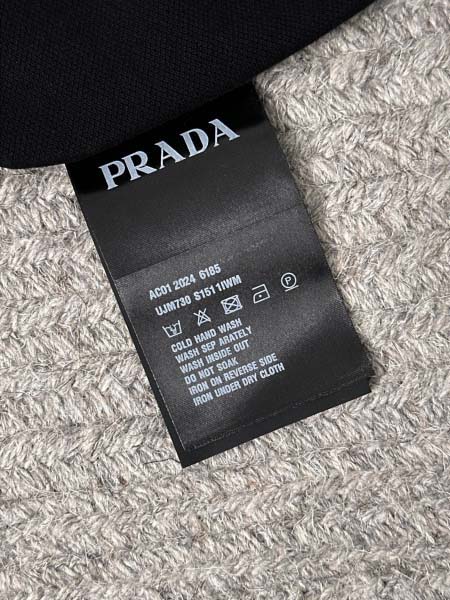 PRADA
AC01 2024 6185
UJM730 S151 1IWM
P
COLD HAND WASH
WASH SEP ARATELY
WASH INSIDE OUT
DO NOT SOAK
IRON ON REVERSE SIDE
IRON UNDER DRY CLOTH